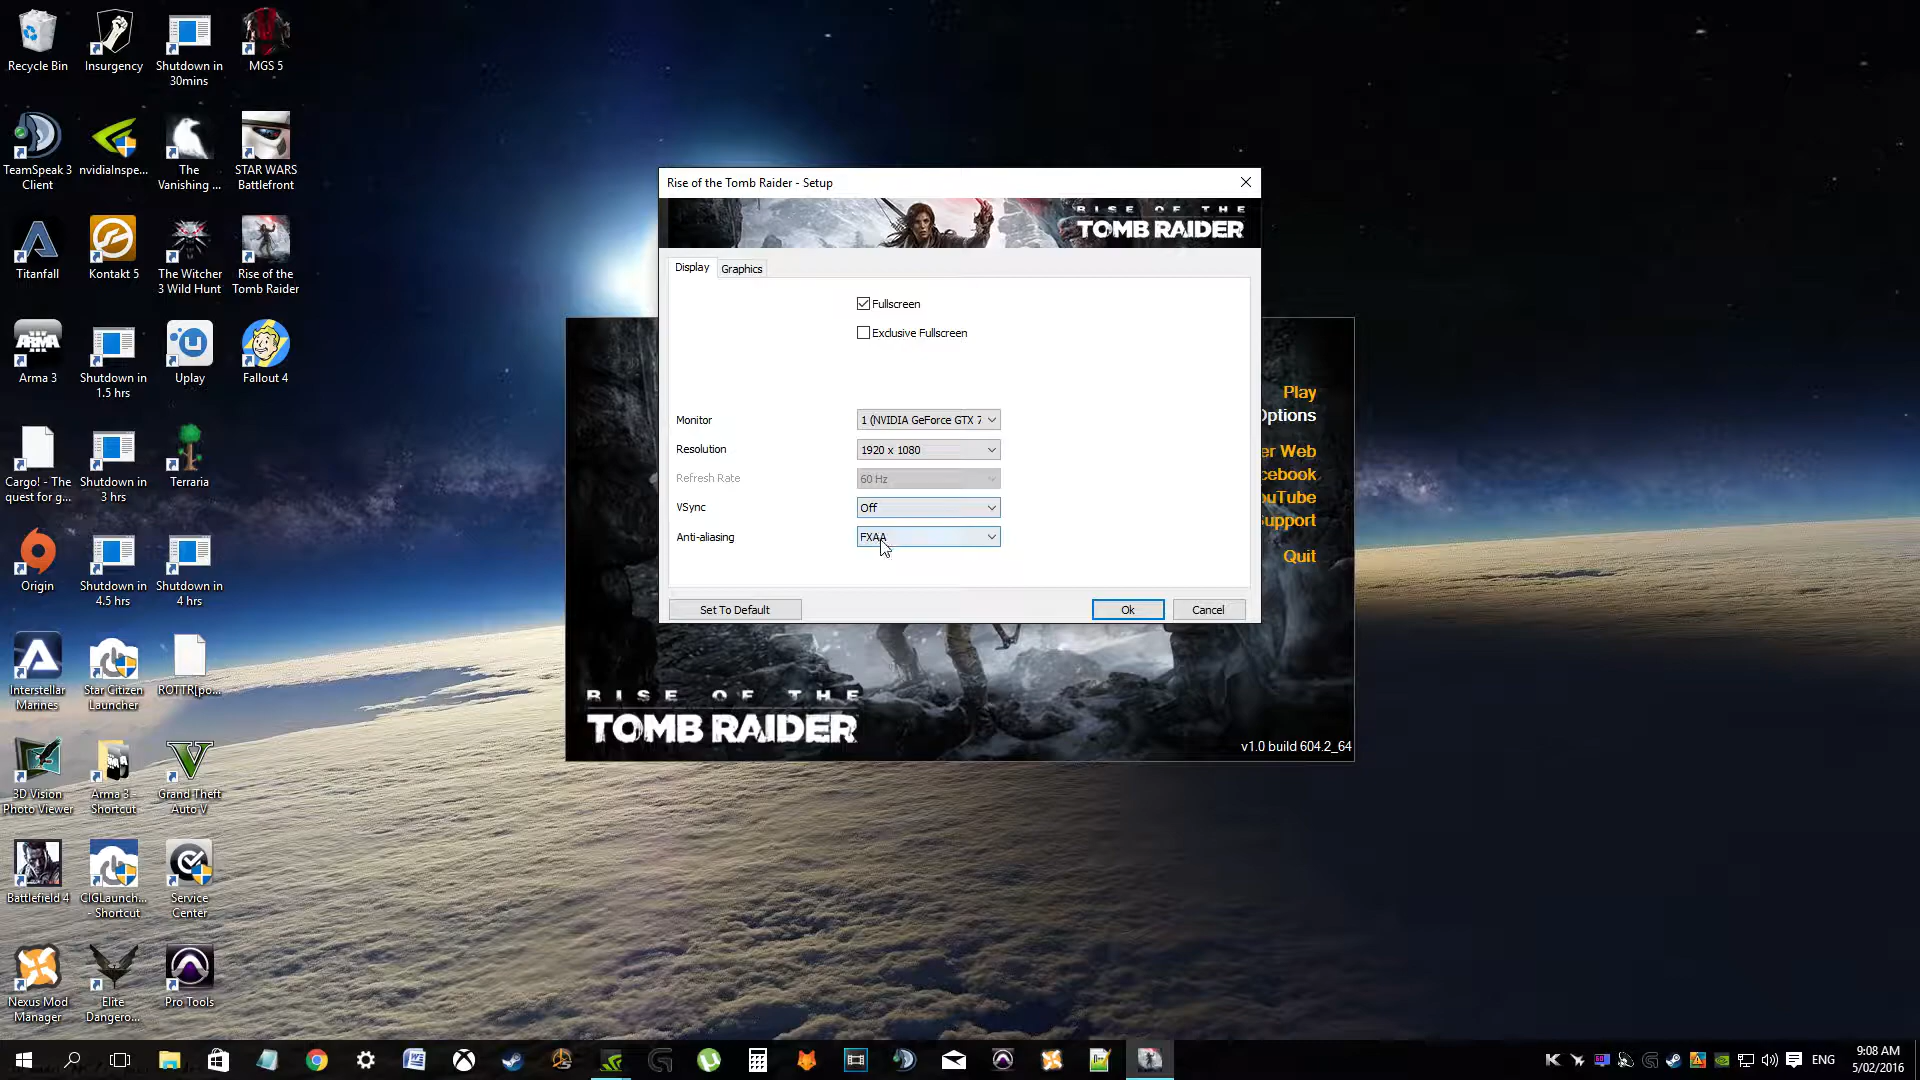 Recycle Bin
Insurgency
Shutdown in
30mins
MGS 5
TeamSpeak 3
Client
nvidiaInspe...
The
Vanishing ...
STAR WARS
Battlefront
Titanfall
Kontakt 5
The Witcher
3 Wild Hunt
Rise of the
Tomb Raider
ARMA
Arma 3
Shutdown in
1.5 hrs
Uplay
Fallout 4
Cargo! - The
quest for g...
Shutdown in
3 hrs
Terraria
Origin
Shutdown in
4.5 hrs
Shutdown in
4 hrs
Interstellar
Marines
Star Citizen
Launcher
ROTTR[po...
3D Vision
Photo Viewer
Arma 3 -
Shortcut
Grand Theft
Auto V
Battlefield 4
CIGLaunch...
- Shortcut
Service
Center
Nexus Mod
Manager
Elite
Dangero...
Pro Tools
Rise of the Tomb Raider - Setup
RISE OF THE
TOMB RAIDER
Display
Graphics
Fullscreen
Exclusive Fullscreen
Monitor
1 (NVIDIA GeForce GTX 7
Resolution
1920 x 1080
Refresh Rate
60 Hz
VSync
Off
Anti-aliasing
FXAA
Set To Default
Ok
Cancel
Play
Options
er Web
cebook
ouTube
Support
Quit
RISE OF THE
TOMB RAIDER
v1.0 build 604.2_64
ENG
9:08 AM
5/02/2016